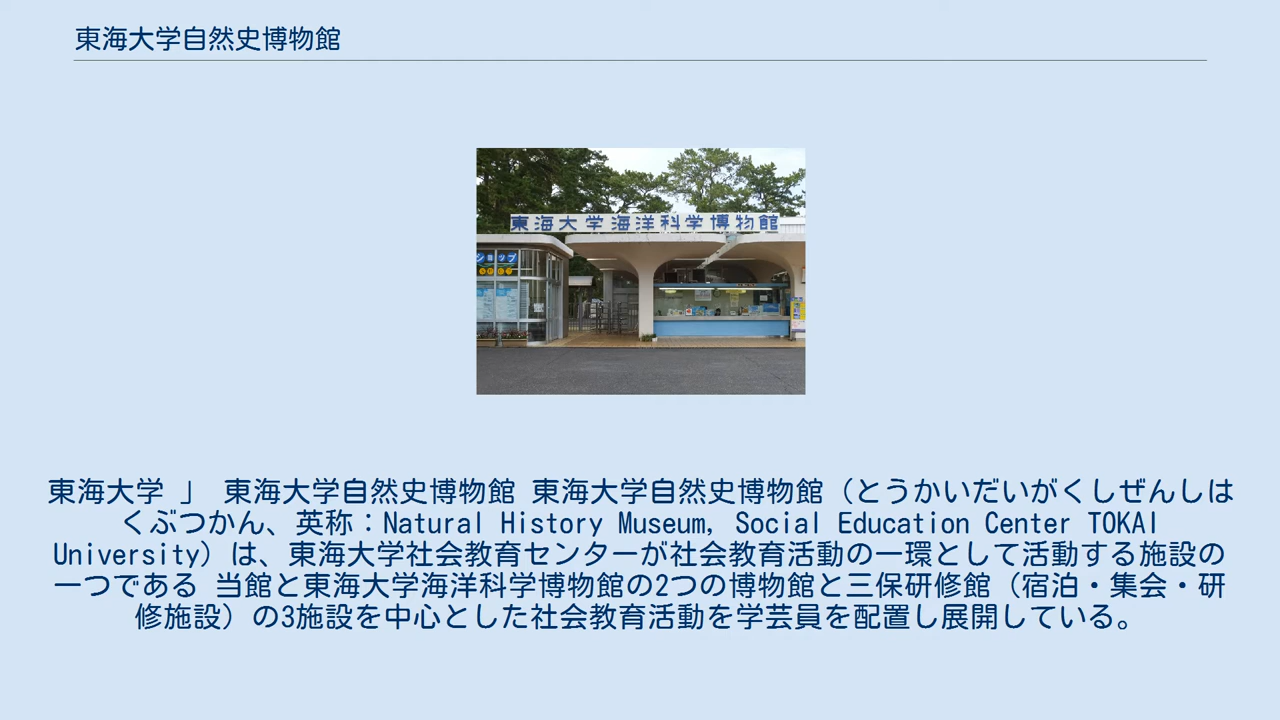 東海大学自然史博物館
東海大学海洋科学博物館
ショップ
東海大学 」 東海大学自然史博物館 東海大学自然史博物館（とうかいだいがくしぜんしは
くぶつかん、英称：Natural History Museum, Social Education Center TOKAI
University）は、東海大学社会教育センターが社会教育活動の一環として活動する施設の
一つである 当館と東海大学海洋科学博物館の2つの博物館と三保研修館（宿泊・集会・研
修施設）の3施設を中心とした社会教育活動を学芸員を配置し展開している。